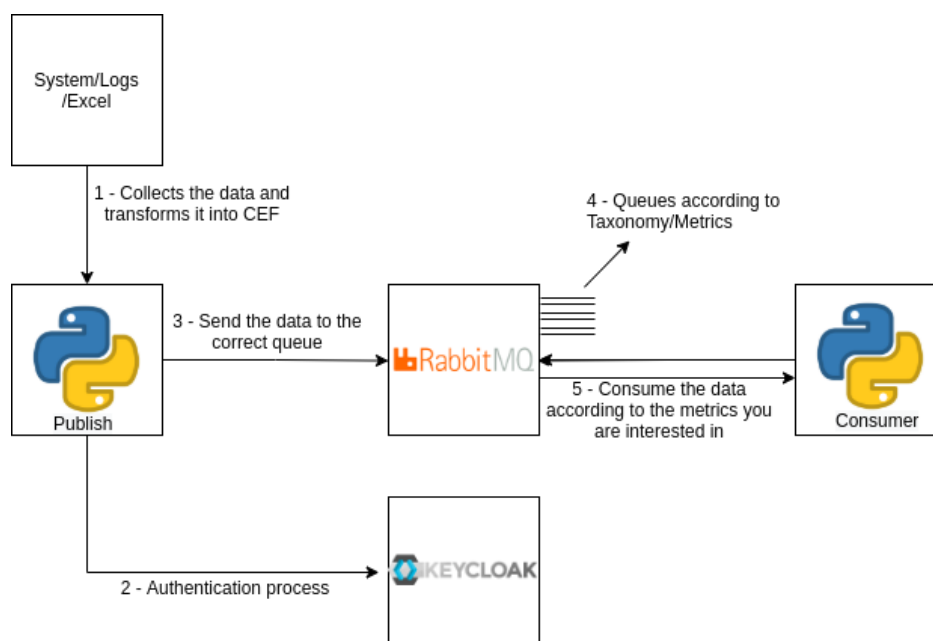 System/Logs
/Excel
1 - Collects the data and
transforms it into CEF
4 - Queues according to
Taxonomy/Metrics
3 - Send the data to the
correct queue
RabbitMQ
5 - Consume the data
according to the metrics you
are interested in
Publish
Consumer
KEYCLOAK
2 - Authentication process